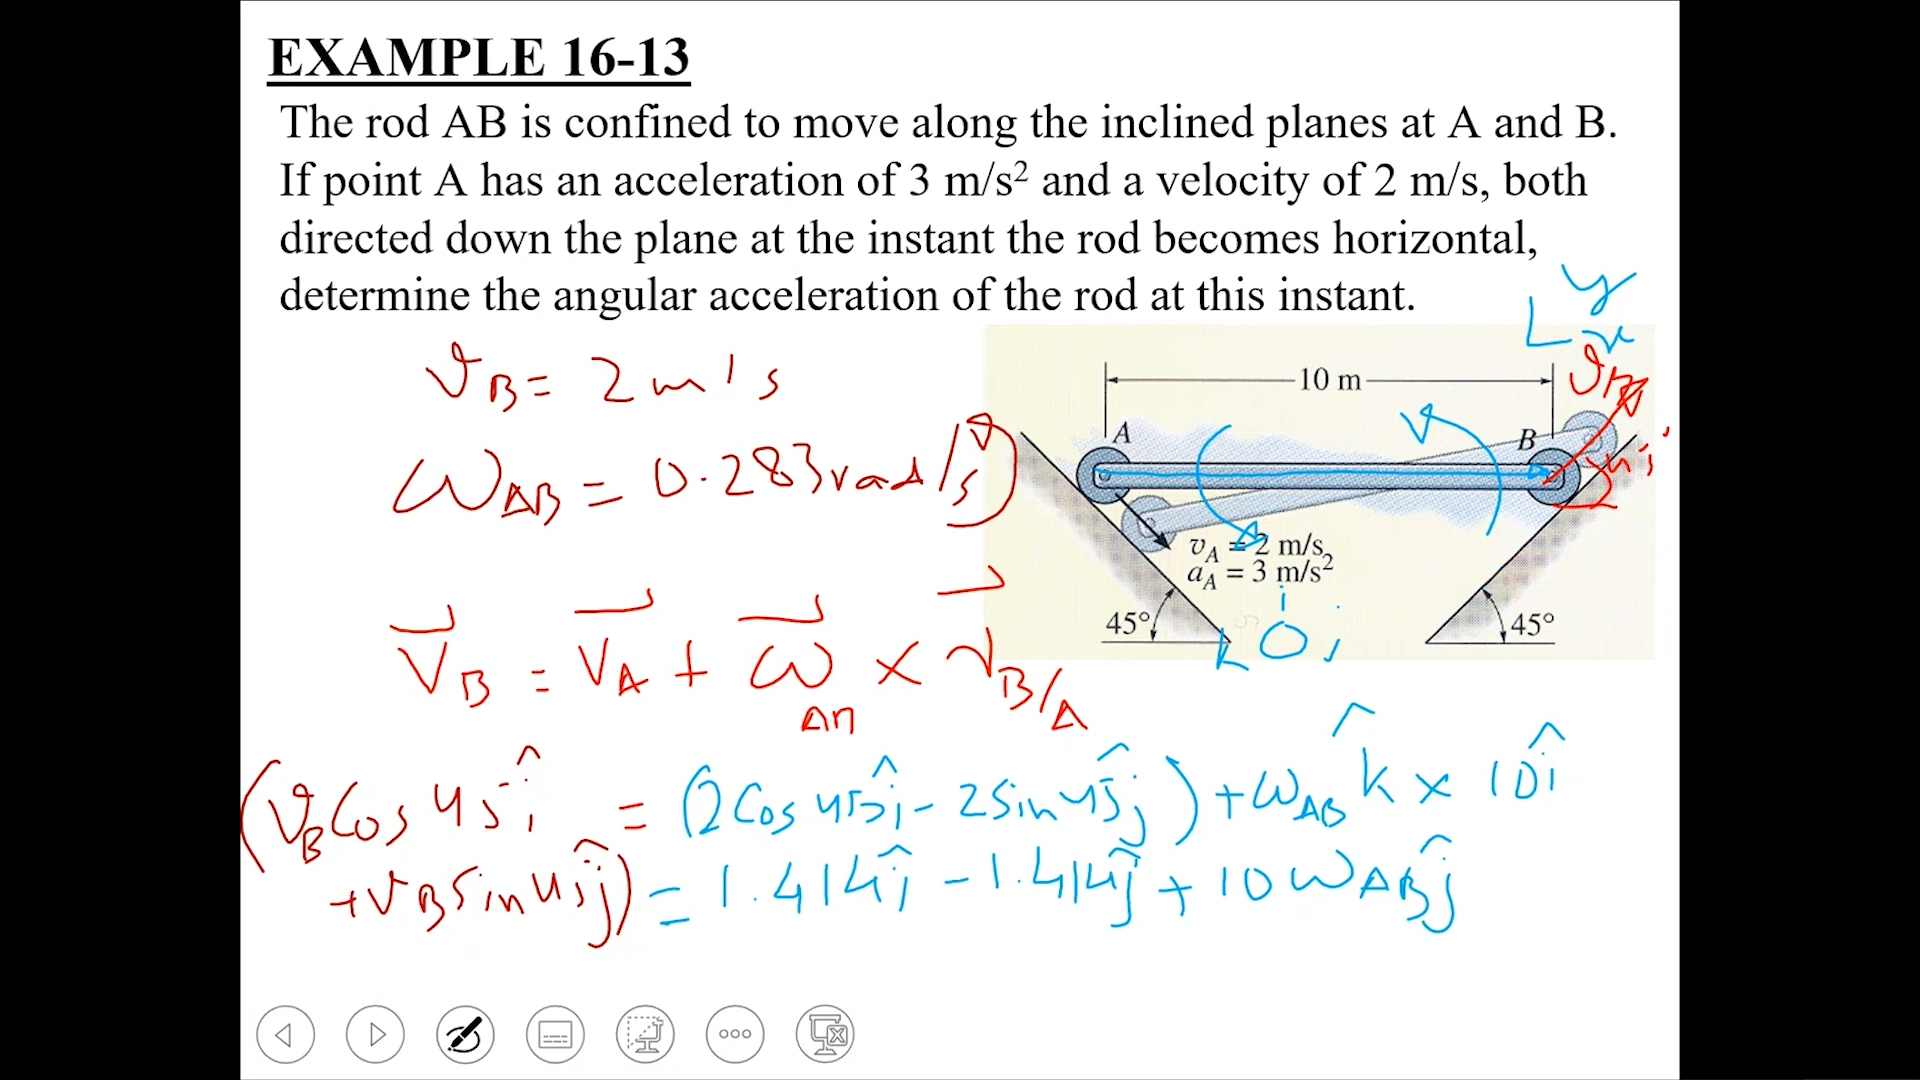 EXAMPLE 16-13
The rod AB is confined to move along the inclined planes at A and B.
If point A has an acceleration of 3 m/s² and a velocity of 2 m/s, both
directed down the plane at the instant the rod becomes horizontal,
determine the angular acceleration of the rod at this instant.
y
x
10 m
A
B
v_A = 2 m/s
a_A = 3 m/s²
45°
45°
i
k j
v_B = 2 m/s
ω_AB = 0.283 rad/s
V_B = V_A + ω_AB × r_B/A
(v_B Cos 45 î = (2 Cos 45 î - 2 Sin 45 ĵ) + ω_AB k̂ × 10 î
+ v_B Sin 45 ĵ) = 1.414 î - 1.414 ĵ + 10 ω_AB ĵ